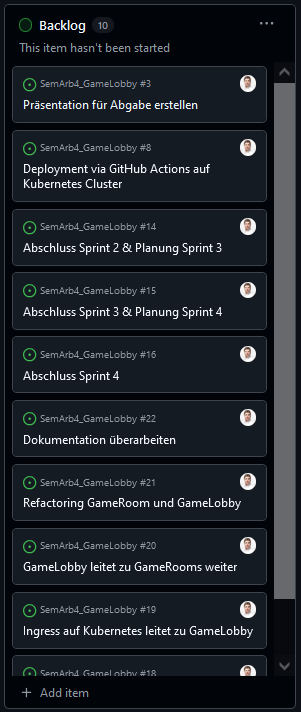 Backlog 10
This item hasn't been started
SemArb4_GameLobby #3
Präsentation für Abgabe erstellen
SemArb4_GameLobby #8
Deployment via GitHub Actions auf
Kubernetes Cluster
SemArb4_GameLobby #14
Abschluss Sprint 2 & Planung Sprint 3
SemArb4_GameLobby #15
Abschluss Sprint 3 & Planung Sprint 4
SemArb4_GameLobby #16
Abschluss Sprint 4
SemArb4_GameLobby #22
Dokumentation überarbeiten
SemArb4_GameLobby #21
Refactoring GameRoom und GameLobby
SemArb4_GameLobby #20
GameLobby leitet zu GameRooms weiter
SemArb4_GameLobby #19
Ingress auf Kubernetes leitet zu GameLobby
SemArb4_GameLobby #18
Add item